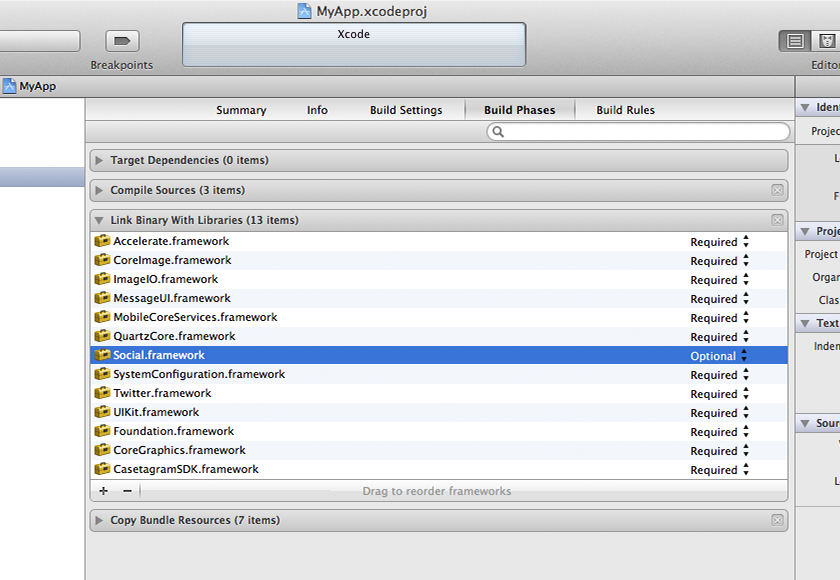 MyApp.xcodeproj
Xcode
Breakpoints
Editor
MyApp
Summary Info Build Settings Build Phases Build Rules
Target Dependencies (0 items)
Compile Sources (3 items)
Link Binary With Libraries (13 items)
Accelerate.framework Required
CoreImage.framework Required
ImageIO.framework Required
MessageUI.framework Required
MobileCoreServices.framework Required
QuartzCore.framework Required
Social.framework Optional
SystemConfiguration.framework Required
Twitter.framework Required
UIKit.framework Required
Foundation.framework Required
CoreGraphics.framework Required
CasetagramSDK.framework Required
+ − Drag to reorder frameworks
Copy Bundle Resources (7 items)
Ident
Projec
L
F
Proje
Project
Organ
Clas
Text
Inden
Sour
L